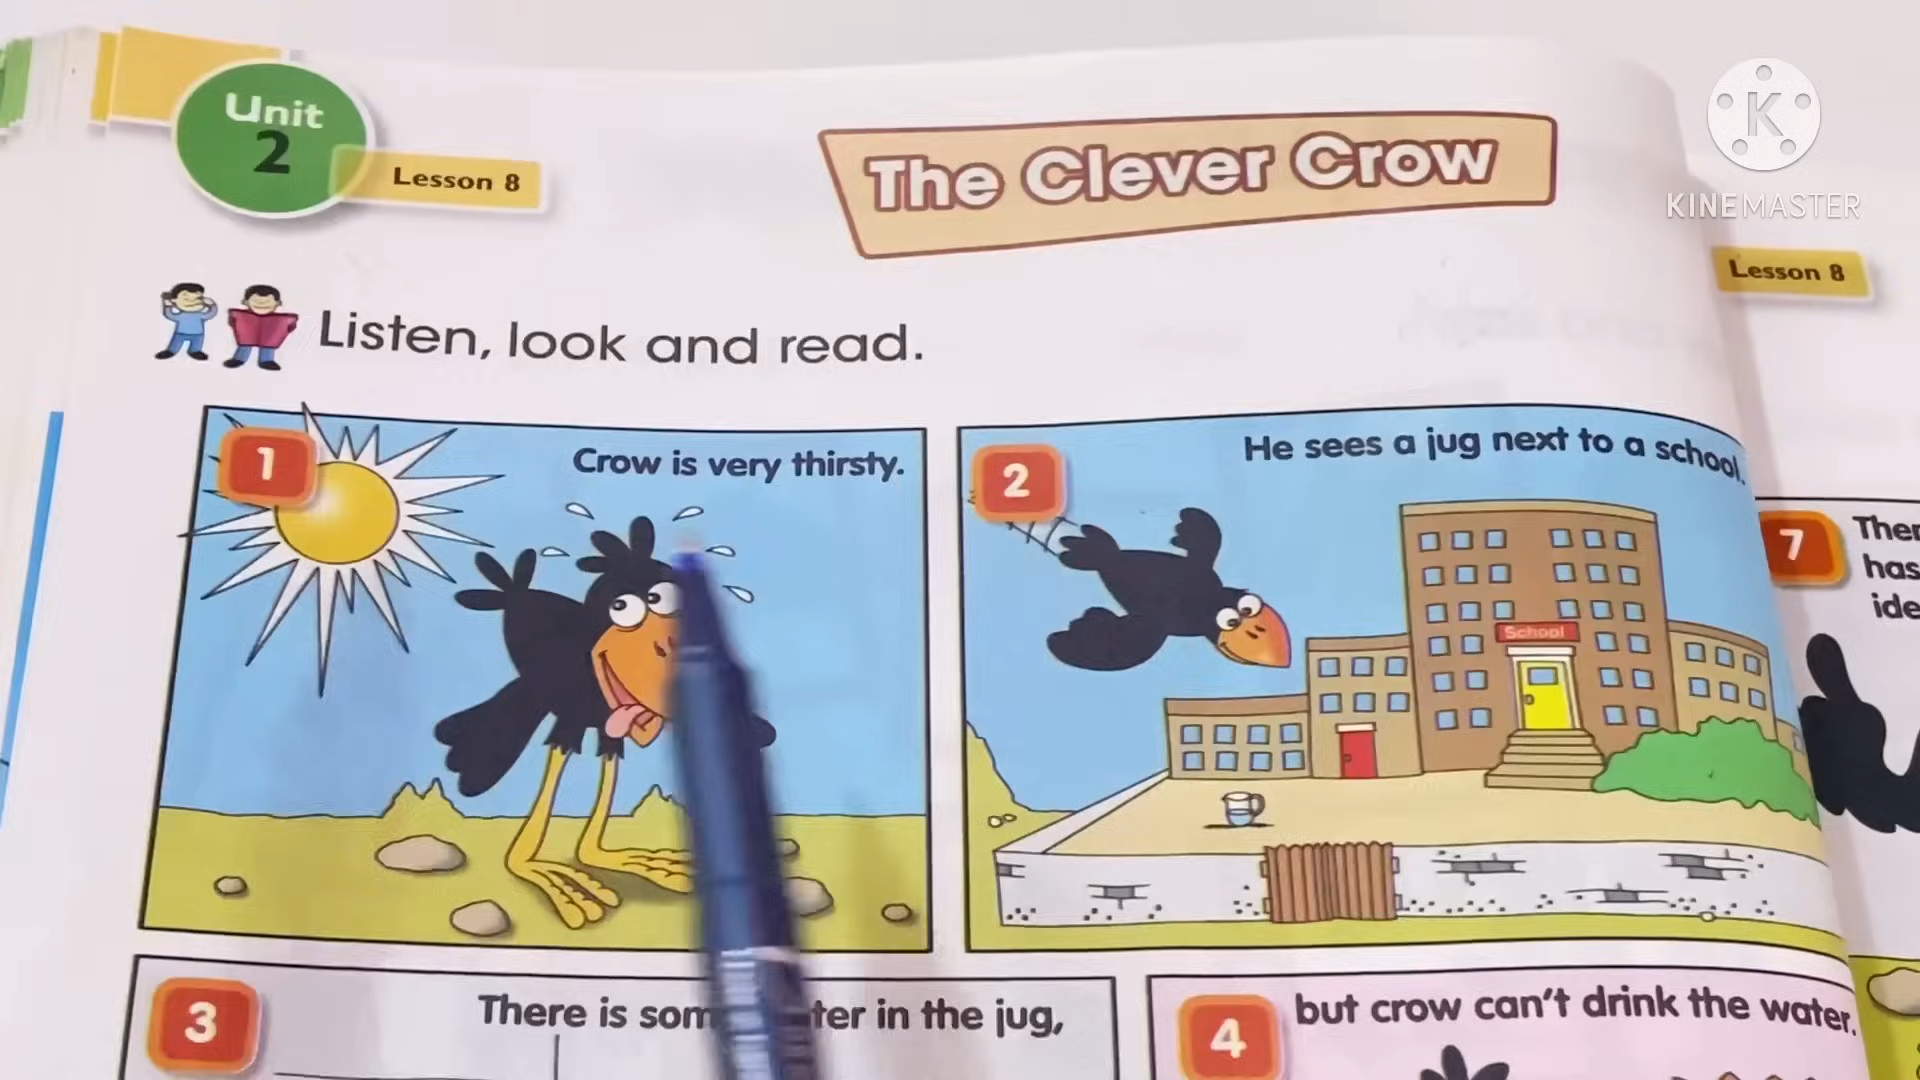 Unit
2
Lesson 8
The Clever Crow
KINEMASTER
Lesson 8
Listen, look and read.
1
Crow is very thirsty.
2
He sees a jug next to a school.
School
7
has
3
There is in the jug,
4
but crow can't drink the water.